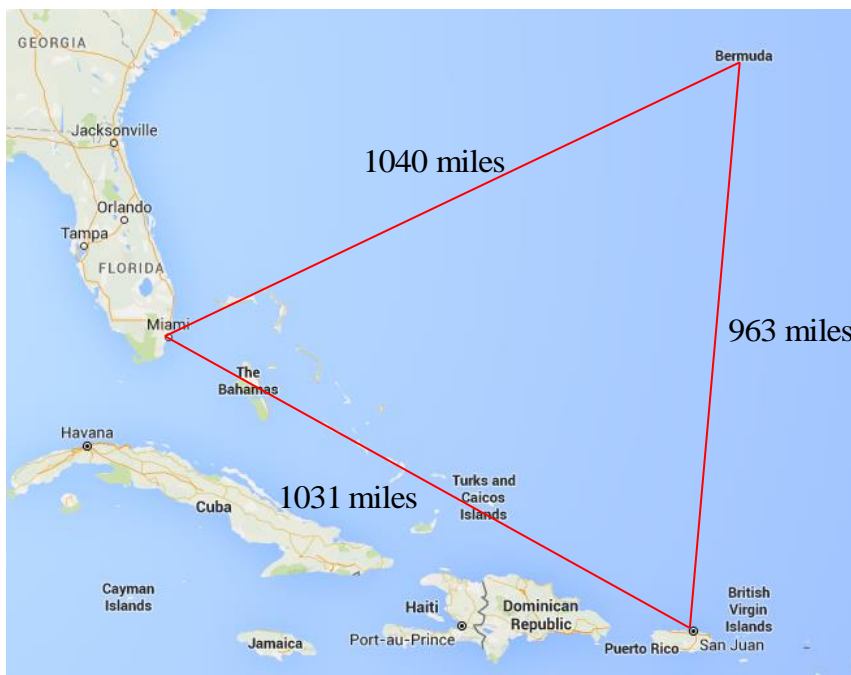 GEORGIA
Bermuda
Jacksonville
1040 miles
Orlando
Tampa
FLORIDA
Miami
963 miles
The
Bahamas
Havana
Turks and
Caicos
Islands
1031 miles
Cuba
Cayman
Islands
British
Virgin
Islands
Haiti
Dominican
Republic
Jamaica
Port-au-Prince
Puerto Rico
San Juan